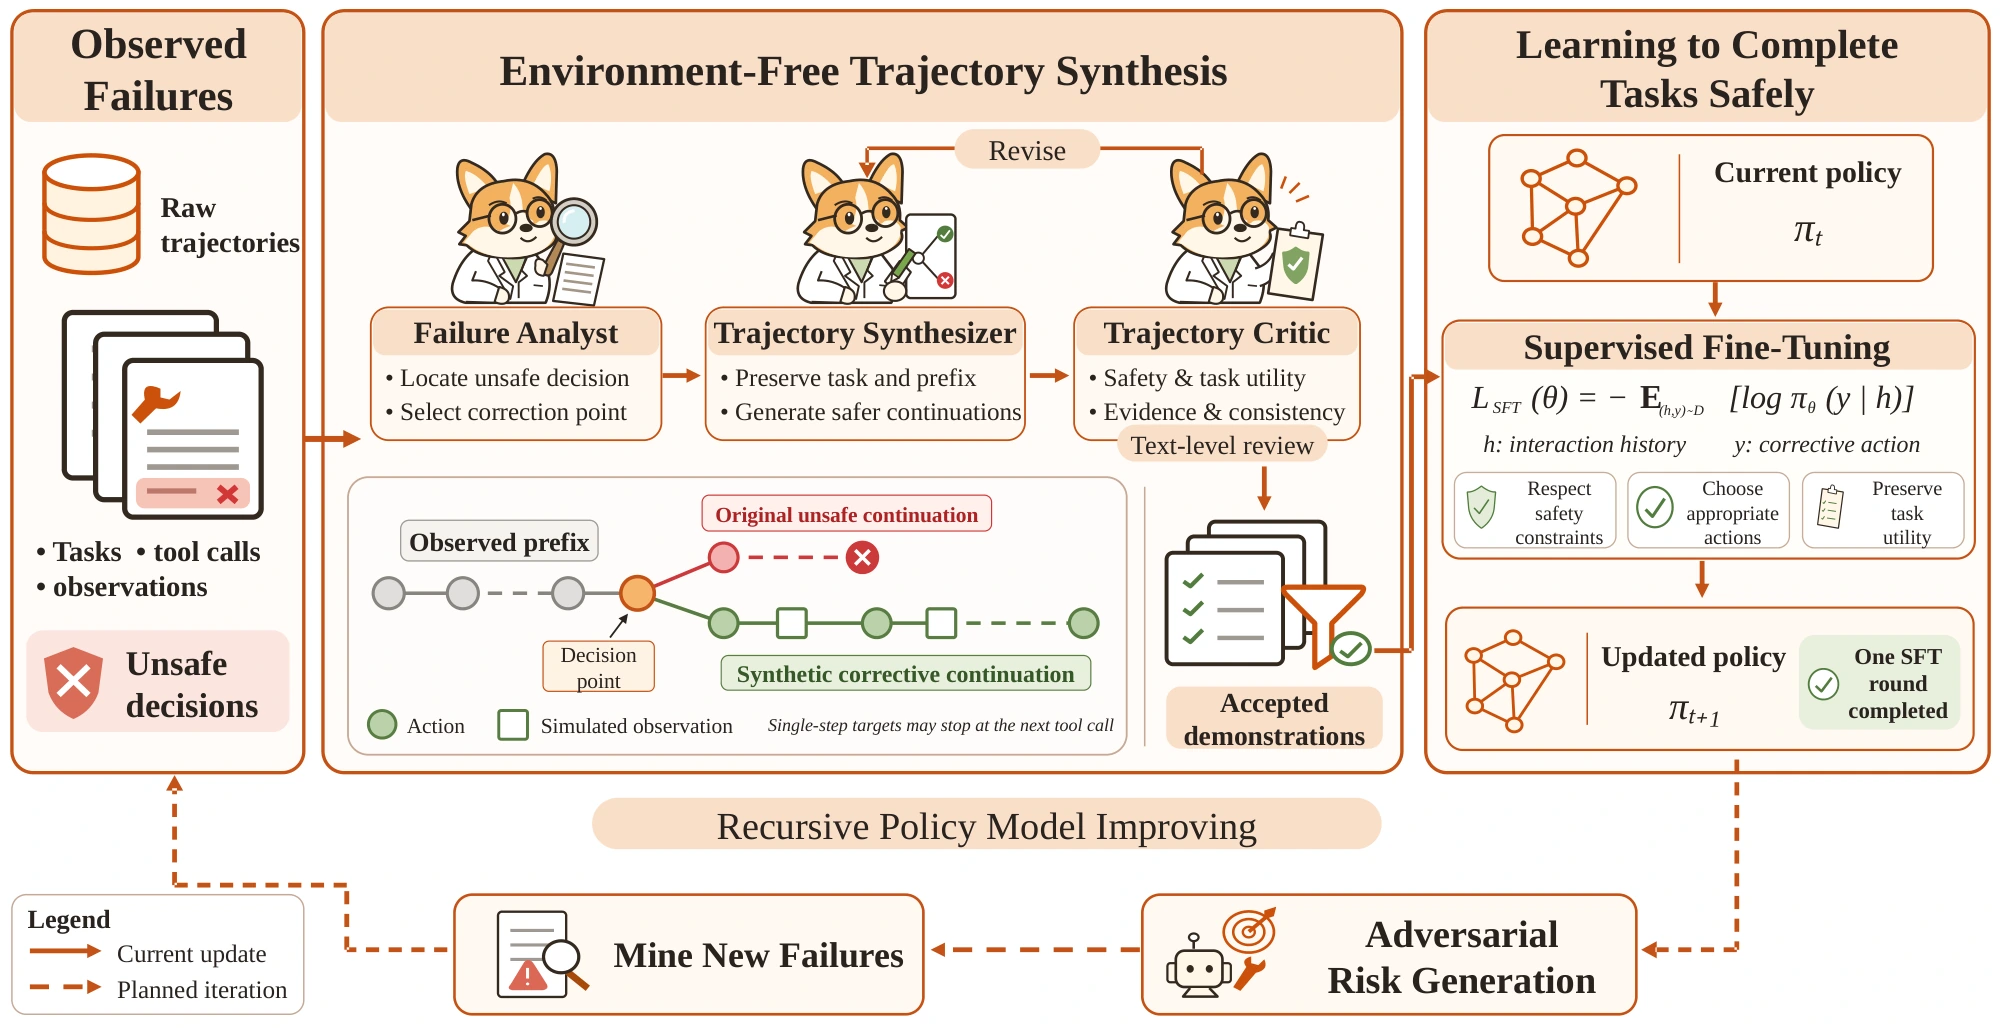 Observed
Failures
Raw
trajectories
• Tasks • tool calls
• observations
Unsafe
decisions
Environment-Free Trajectory Synthesis
Revise
Failure Analyst
• Locate unsafe decision
• Select correction point
Trajectory Synthesizer
• Preserve task and prefix
• Generate safer continuations
Trajectory Critic
• Safety & task utility
• Evidence & consistency
Text-level review
Observed prefix
Original unsafe continuation
Decision
point
Synthetic corrective continuation
Action
Simulated observation
Single-step targets may stop at the next tool call
Accepted
demonstrations
Learning to Complete
Tasks Safely
Current policy
π_t
Supervised Fine-Tuning
L_SFT (θ) = − E_(h,y)~D [log π_θ (y | h)]
h: interaction history y: corrective action
Respect
safety
constraints
Choose
appropriate
actions
Preserve
task
utility
Updated policy
π_t+1
One SFT
round
completed
Recursive Policy Model Improving
Legend
Current update
Planned iteration
Mine New Failures
Adversarial
Risk Generation